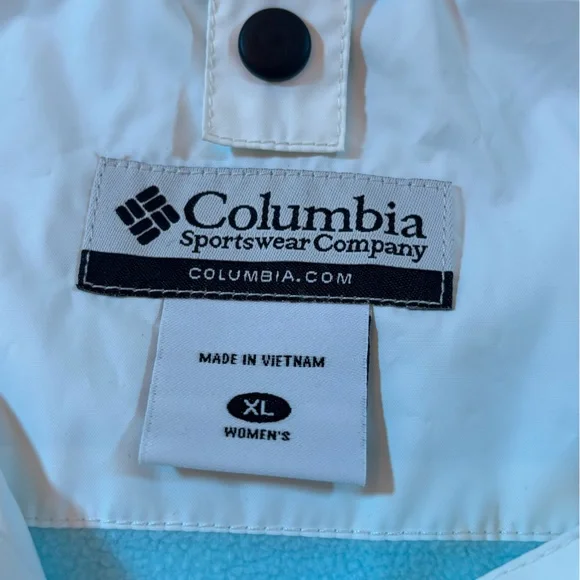 Columbia
Sportswear Company
COLUMBIA.COM
MADE IN VIETNAM
XL
WOMEN'S